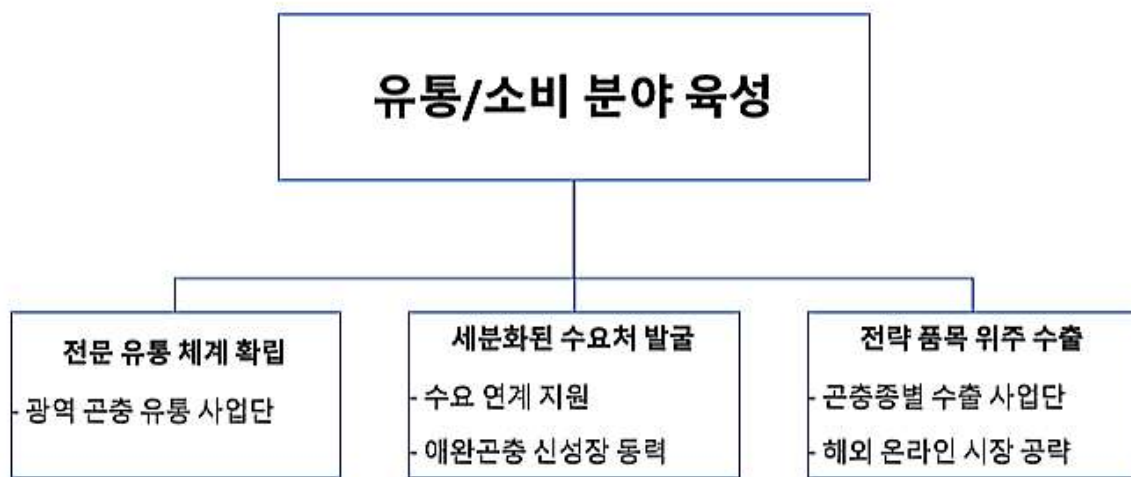 유통/소비 분야 육성
전문 유통 체계 확립
- 광역 곤충 유통 사업단
세분화된 수요처 발굴
- 수요 연계 지원
- 애완곤충 신성장 동력
전략 품목 위주 수출
- 곤충종별 수출 사업단
- 해외 온라인 시장 공략